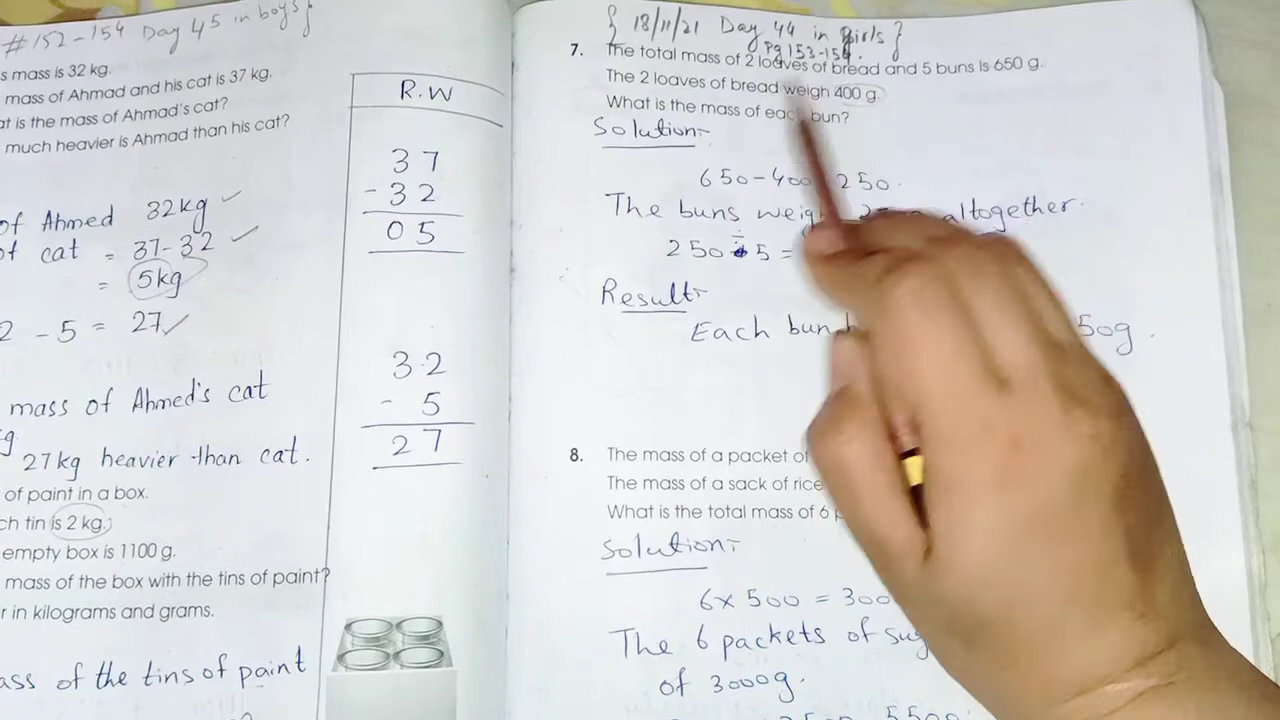 #152-154 Day 45 in boys}
s mass is 32 kg.
mass of Ahmad and his cat is 37 kg.
at is the mass of Ahmad's cat?
much heavier is Ahmad than his cat?
of Ahmed 32kg
of cat = 37-32
= 5kg
2 - 5 = 27
mass of Ahmed's cat
27kg heavier than cat.
of paint in a box.
ch tin is 2 kg.
empty box is 1100 g.
mass of the box with the tins of paint?
r in kilograms and grams.
ass of the tins of paint
R.W
37
- 32
05
32
- 5
27
{ 18/11/21 Day 44 in girls }
Pg 153-154.
7. The total mass of 2 loaves of bread and 5 buns is 650 g.
The 2 loaves of bread weigh 400 g.
What is the mass of each bun?
Solution:-
650-400 250.
The buns weigh altogether.
250 ÷ 5 =
Result:-
Each bun 50g.
8. The mass of a packet of
The mass of a sack of rice
What is the total mass of 6 p
Solution:-
6x 500 = 300
The 6 packets of sug
of 3000g.
5500